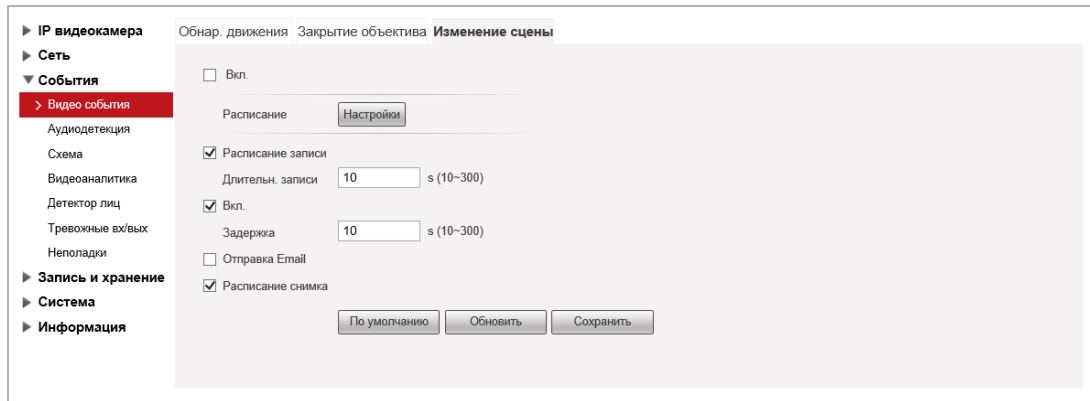 IP видеокамера
Сеть
События
Видео события
Аудиодетекция
Схема
Видеоаналитика
Детектор лиц
Тревожные вх/вых
Неполадки
Запись и хранение
Система
Информация
Обнар. движения Закрытие объектива Изменение сцены
Вкл.
Расписание Настройки
Расписание записи
Длительн. записи 10 s (10~300)
Вкл.
Задержка 10 s (10~300)
Отправка Email
Расписание снимка
По умолчанию Обновить Сохранить